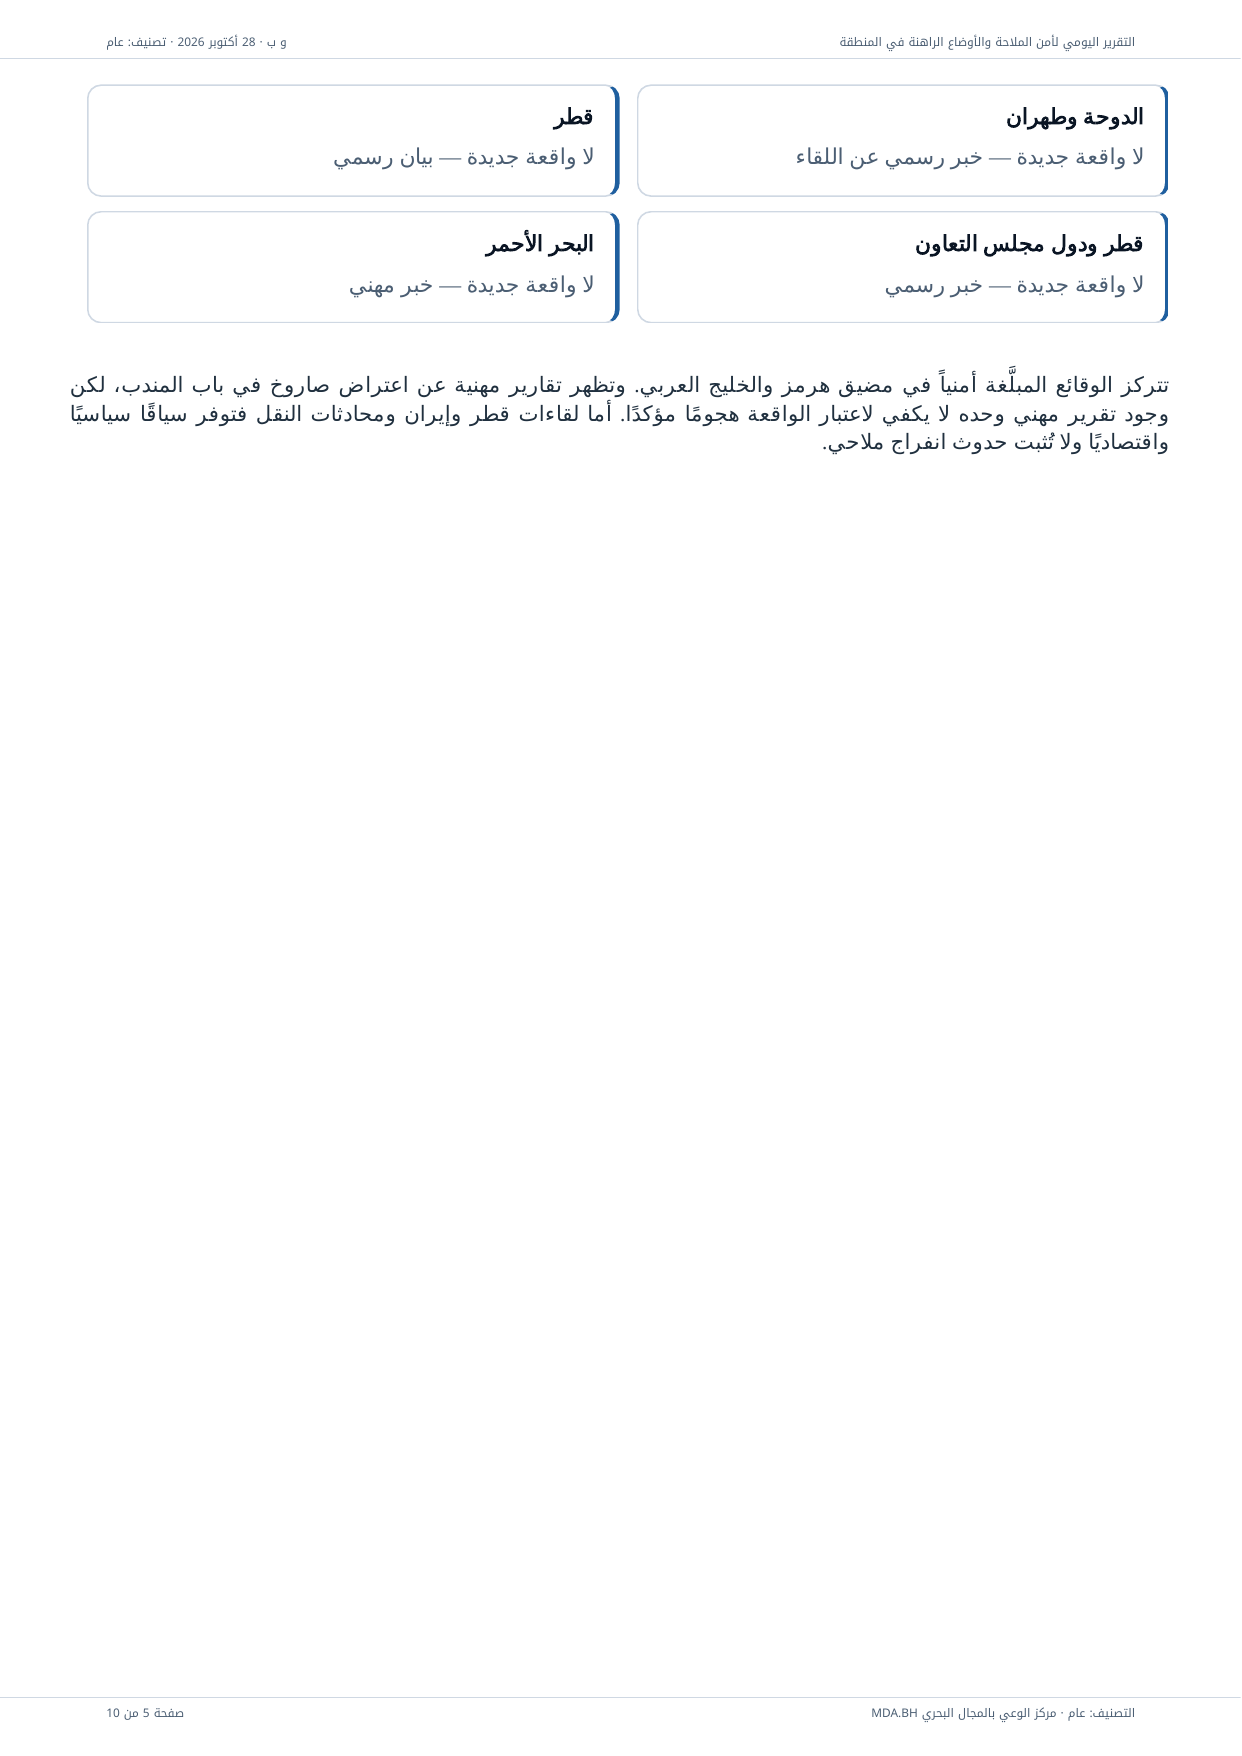 التقرير اليومي لأمن الملاحة والأوضاع الراهنة في المنطقة
و ب · 28 أكتوبر 2026 · تصنيف: عام
الدوحة وطهران
لا واقعة جديدة — خبر رسمي عن اللقاء
قطر
لا واقعة جديدة — بيان رسمي
قطر ودول مجلس التعاون
لا واقعة جديدة — خبر رسمي
البحر الأحمر
لا واقعة جديدة — خبر مهني
تتركز الوقائع المبلَّغة أمنياً في مضيق هرمز والخليج العربي. وتظهر تقارير مهنية عن اعتراض صاروخ في باب المندب، لكن
وجود تقرير مهني وحده لا يكفي لاعتبار الواقعة هجومًا مؤكدًا. أما لقاءات قطر وإيران ومحادثات النقل فتوفر سياقًا سياسيًا
واقتصاديًا ولا تُثبت حدوث انفراج ملاحي.
التصنيف: عام · مركز الوعي بالمجال البحري MDA.BH
صفحة 5 من 10